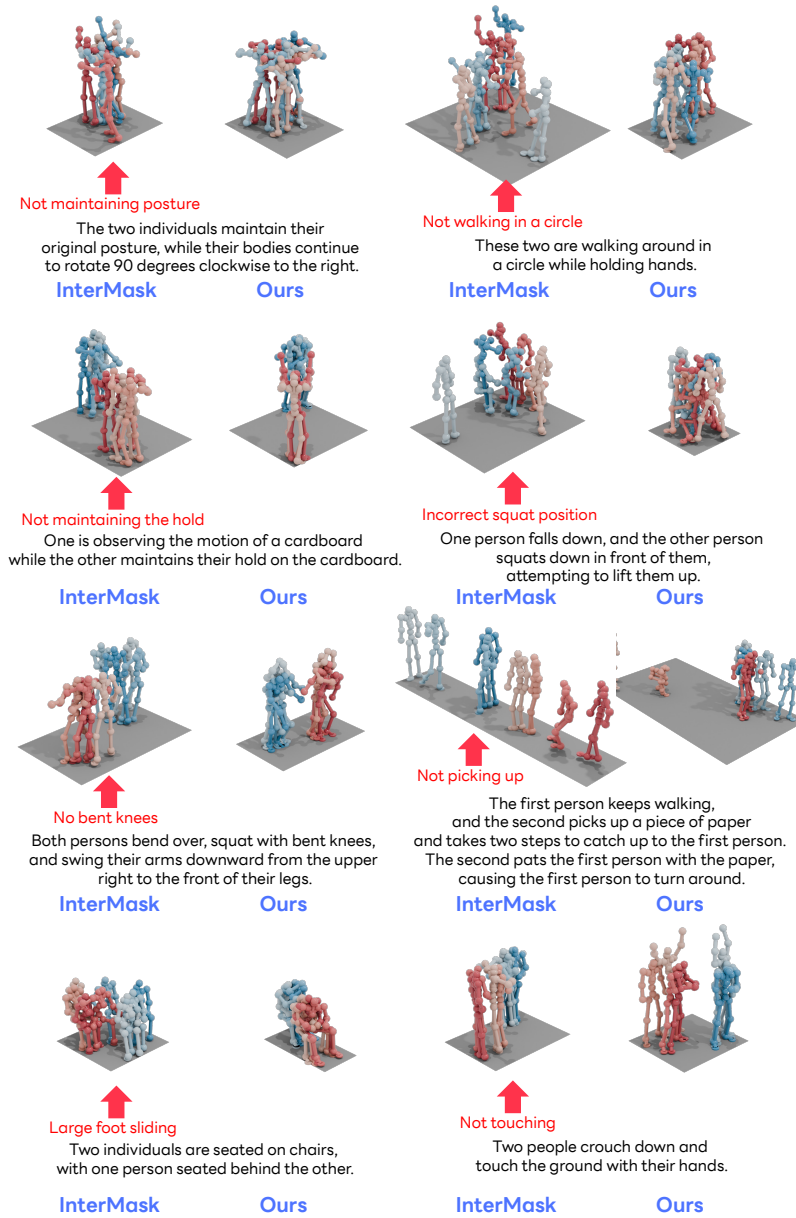 Not maintaining posture
The two individuals maintain their
original posture, while their bodies continue
to rotate 90 degrees clockwise to the right.
InterMask
Ours
Not walking in a circle
These two are walking around in
a circle while holding hands.
InterMask
Ours
Not maintaining the hold
One is observing the motion of a cardboard
while the other maintains their hold on the cardboard.
InterMask
Ours
Incorrect squat position
One person falls down, and the other person
squats down in front of them,
attempting to lift them up.
InterMask
Ours
No bent knees
Both persons bend over, squat with bent knees,
and swing their arms downward from the upper
right to the front of their legs.
InterMask
Ours
Not picking up
The first person keeps walking,
and the second picks up a piece of paper
and takes two steps to catch up to the first person.
The second pats the first person with the paper,
causing the first person to turn around.
InterMask
Ours
Large foot sliding
Two individuals are seated on chairs,
with one person seated behind the other.
InterMask
Ours
Not touching
Two people crouch down and
touch the ground with their hands.
InterMask
Ours